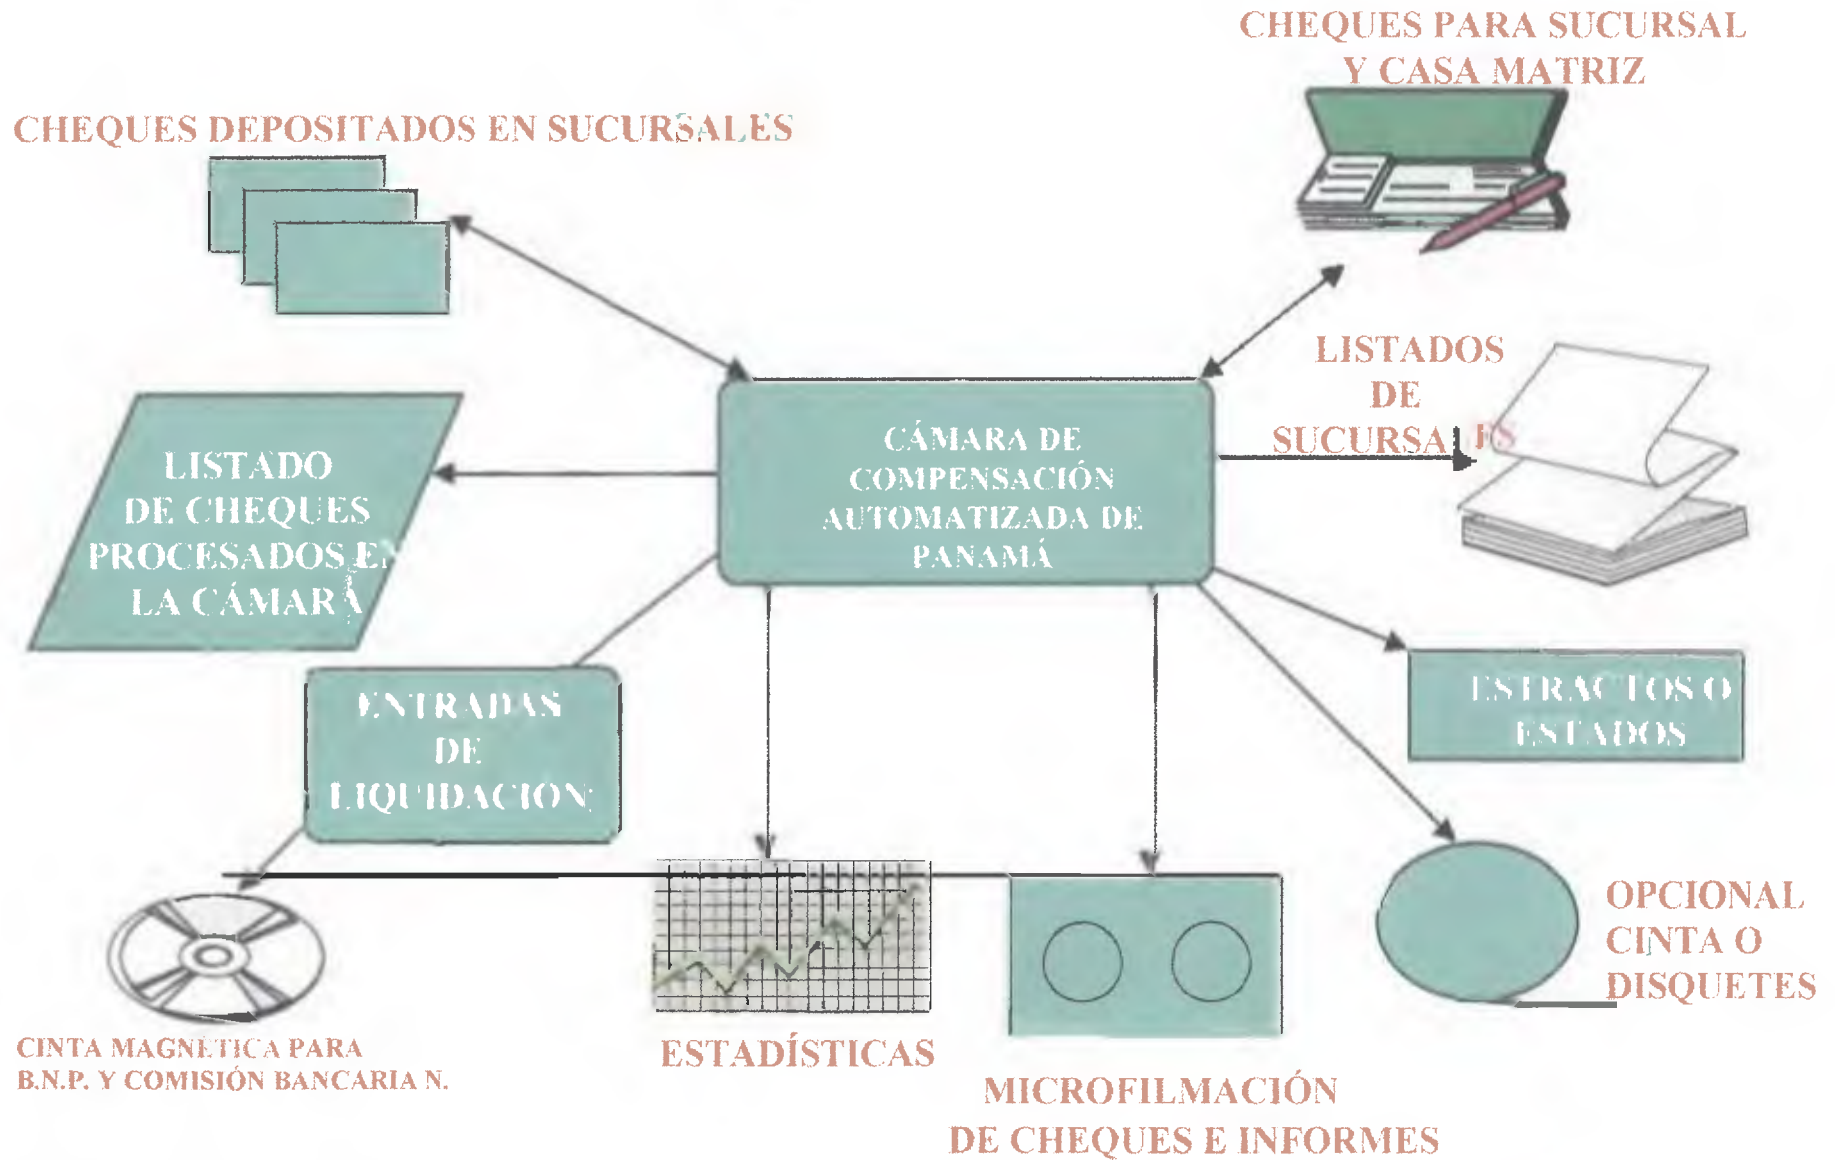 CHEQUES PARA SUCURSAL
Y CASA MATRIZ
CHEQUES DEPOSITADOS EN SUCURSALES
LISTADOS
DE
SUCURSALES
CÁMARA DE
COMPENSACIÓN
AUTOMATIZADA DE
PANAMÁ
LISTADO
DE CHEQUES
PROCESADOS EN
LA CÁMARA
ENTRADAS
DE
LIQUIDACION
ESTRACTOS O
ESTADOS
OPCIONAL
CINTA O
DISQUETES
CINTA MAGNÉTICA PARA
B.N.P. Y COMISIÓN BANCARIA N.
ESTADÍSTICAS
MICROFILMACIÓN
DE CHEQUES E INFORMES